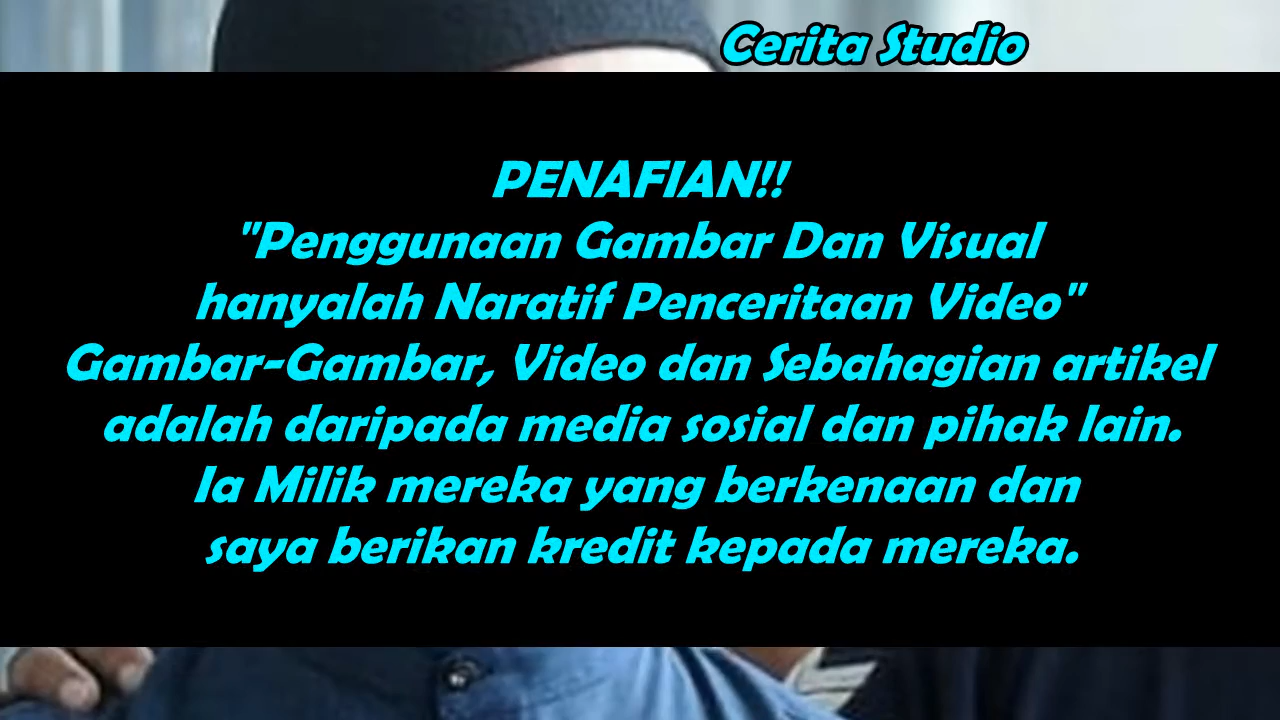 Cerita Studio
PENAFIAN!!
"Penggunaan Gambar Dan Visual
hanyalah Naratif Penceritaan Video"
Gambar-Gambar, Video dan Sebahagian artikel
adalah daripada media sosial dan pihak lain.
Ia Milik mereka yang berkenaan dan
saya berikan kredit kepada mereka.